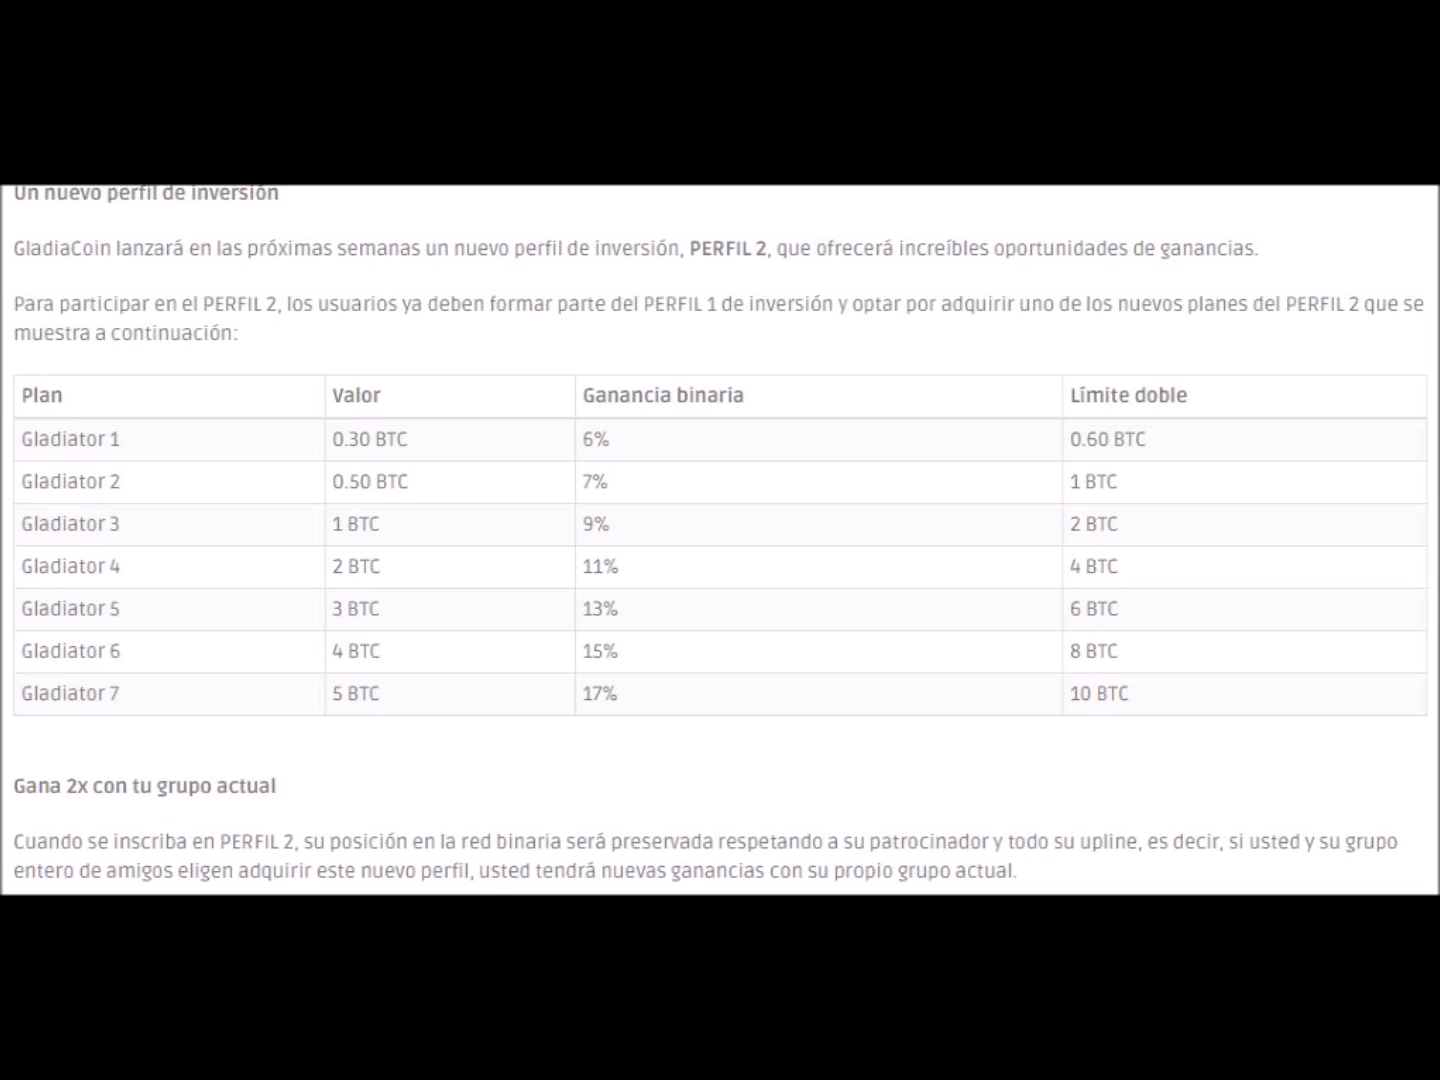 Un nuevo perfil de inversión
GladiaCoin lanzará en las próximas semanas un nuevo perfil de inversión, PERFIL 2, que ofrecerá increíbles oportunidades de ganancias.
Para participar en el PERFIL 2, los usuarios ya deben formar parte del PERFIL 1 de inversión y optar por adquirir uno de los nuevos planes del PERFIL 2 que se
muestra a continuación:
Plan Valor Ganancia binaria Límite doble
Gladiator 1 0.30 BTC 6% 0.60 BTC
Gladiator 2 0.50 BTC 7% 1 BTC
Gladiator 3 1 BTC 9% 2 BTC
Gladiator 4 2 BTC 11% 4 BTC
Gladiator 5 3 BTC 13% 6 BTC
Gladiator 6 4 BTC 15% 8 BTC
Gladiator 7 5 BTC 17% 10 BTC
Gana 2x con tu grupo actual
Cuando se inscriba en PERFIL 2, su posición en la red binaria será preservada respetando a su patrocinador y todo su upline, es decir, si usted y su grupo
entero de amigos eligen adquirir este nuevo perfil, usted tendrá nuevas ganancias con su propio grupo actual.